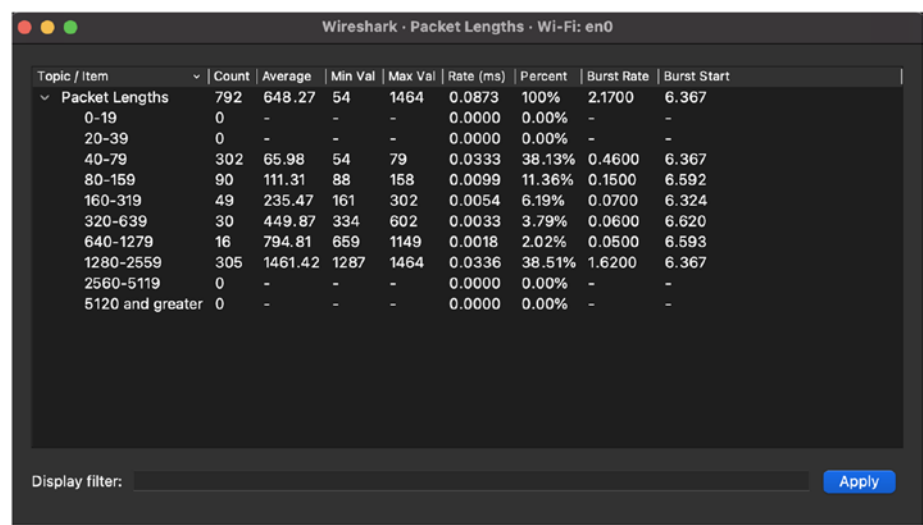 Wireshark · Packet Lengths · Wi-Fi: en0
Topic / Item Count Average Min Val Max Val Rate (ms) Percent Burst Rate Burst Start
Packet Lengths 792 648.27 54 1464 0.0873 100% 2.1700 6.367
0-19 0 - - - 0.0000 0.00% - -
20-39 0 - - - 0.0000 0.00% - -
40-79 302 65.98 54 79 0.0333 38.13% 0.4600 6.367
80-159 90 111.31 88 158 0.0099 11.36% 0.1500 6.592
160-319 49 235.47 161 302 0.0054 6.19% 0.0700 6.324
320-639 30 449.87 334 602 0.0033 3.79% 0.0600 6.620
640-1279 16 794.81 659 1149 0.0018 2.02% 0.0500 6.593
1280-2559 305 1461.42 1287 1464 0.0336 38.51% 1.6200 6.367
2560-5119 0 - - - 0.0000 0.00% - -
5120 and greater 0 - - - 0.0000 0.00% - -
Display filter: Apply